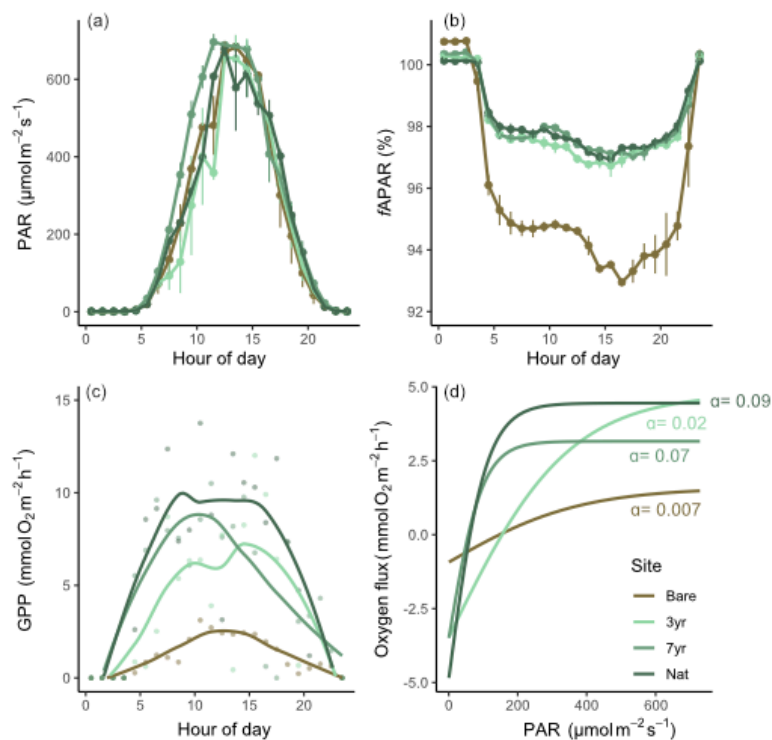 (a)
PAR (μmol m⁻² s⁻¹)
600
400
200
0
0 5 10 15 20
Hour of day
(b)
fAPAR (%)
100
98
96
94
92
0 5 10 15 20
Hour of day
(c)
GPP (mmol O₂ m⁻² h⁻¹)
15
10
5
0
0 5 10 15 20
Hour of day
(d)
Oxygen flux (mmol O₂ m⁻² h⁻¹)
5.0
2.5
0.0
-2.5
-5.0
α= 0.09
α= 0.02
α= 0.07
α= 0.007
Site
Bare
3yr
7yr
Nat
0 200 400 600
PAR (μmol m⁻² s⁻¹)